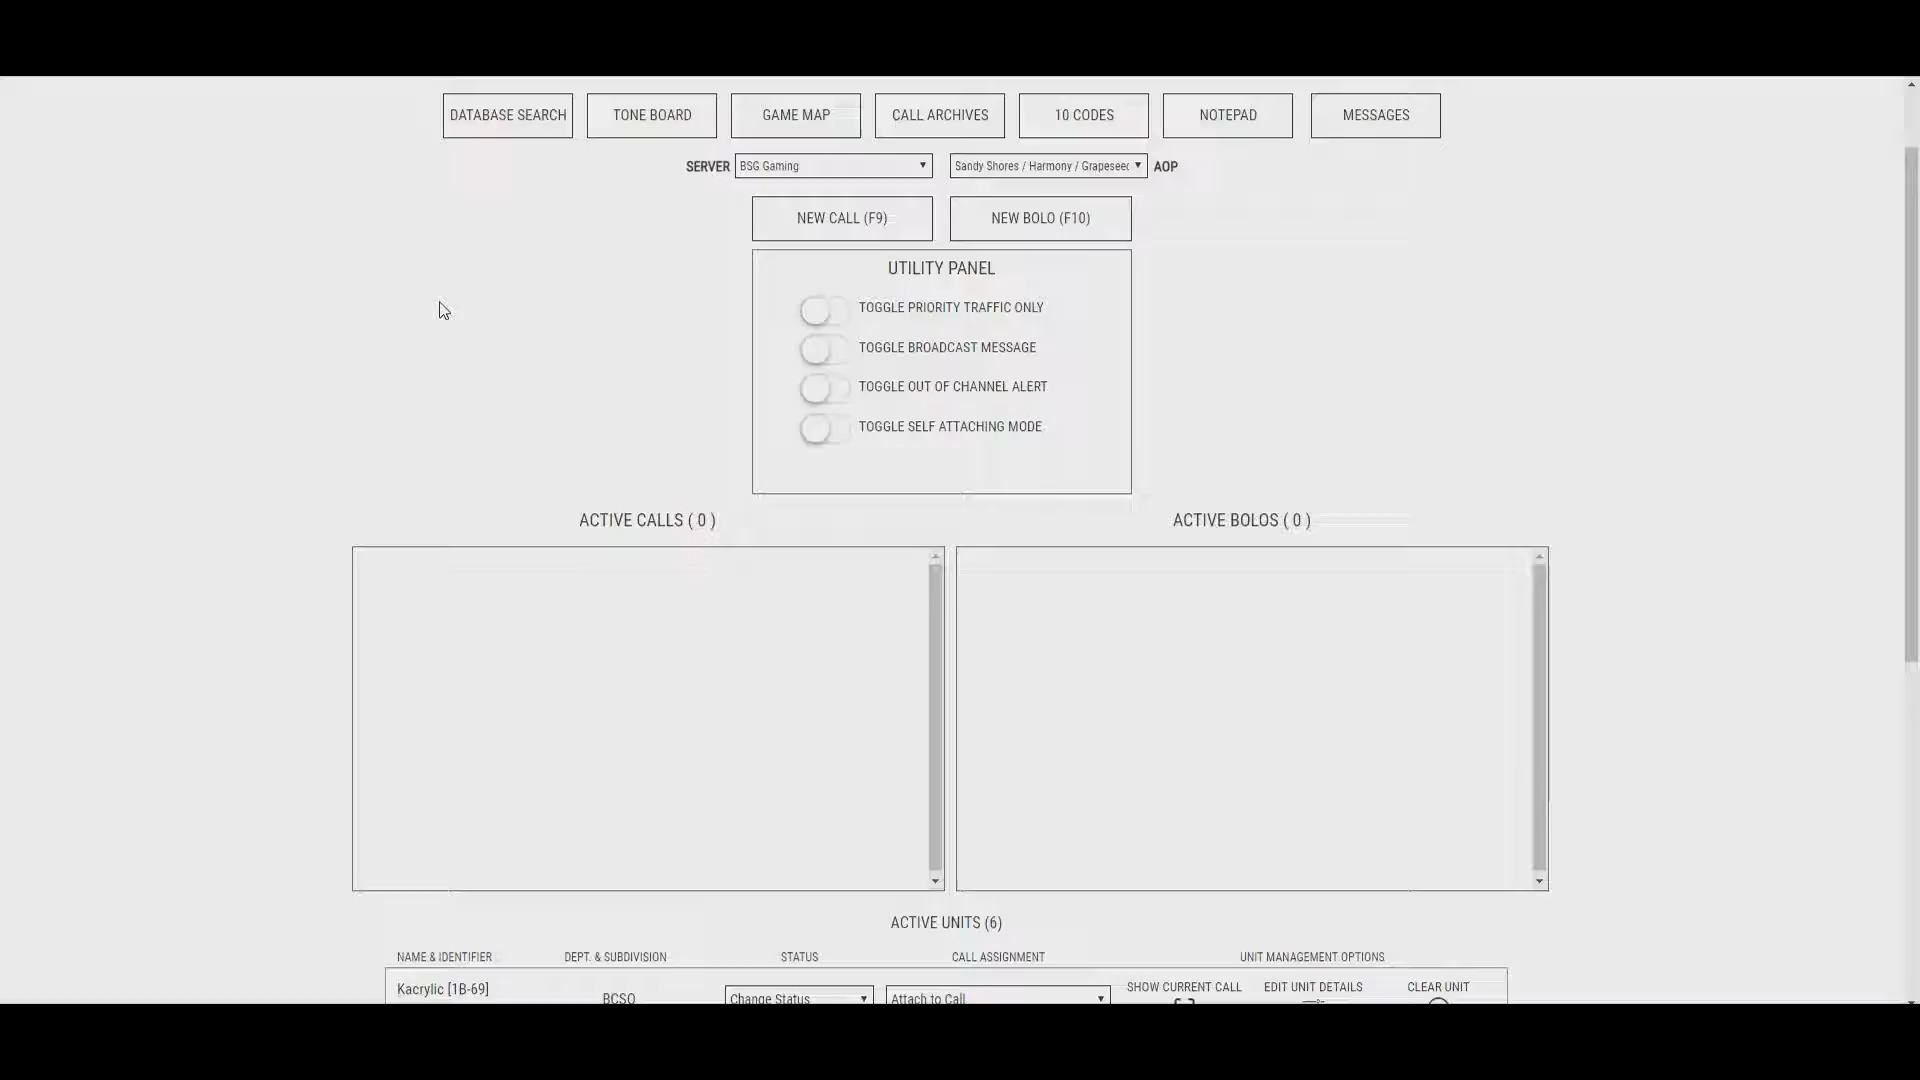 DATABASE SEARCH TONE BOARD GAME MAP CALL ARCHIVES 10 CODES NOTEPAD MESSAGES
SERVER BSG Gaming Sandy Shores / Harmony / Grapeseed AOP
NEW CALL (F9) NEW BOLO (F10)
UTILITY PANEL
TOGGLE PRIORITY TRAFFIC ONLY
TOGGLE BROADCAST MESSAGE
TOGGLE OUT OF CHANNEL ALERT
TOGGLE SELF ATTACHING MODE
ACTIVE CALLS ( 0 ) ACTIVE BOLOS ( 0 )
ACTIVE UNITS (6)
NAME & IDENTIFIER DEPT. & SUBDIVISION STATUS CALL ASSIGNMENT UNIT MANAGEMENT OPTIONS
Kacrylic [1B-69] BCSO Change Status Attach to Call SHOW CURRENT CALL EDIT UNIT DETAILS CLEAR UNIT